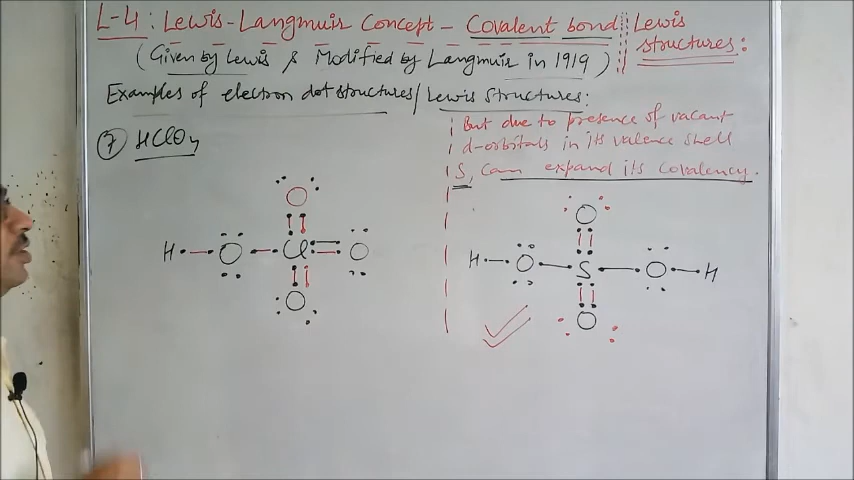 L-4: Lewis-Langmuir Concept - Covalent bond
Lewis structures:
(Given by Lewis & Modified by Langmuir in 1919)
Examples of electron dot structures/Lewis Structures:
7 HClO4
But due to presence of vacant
d-orbitals in its valence shell
S, can expand its covalency.
O
H O Cl O
O
O
H O S O H
O